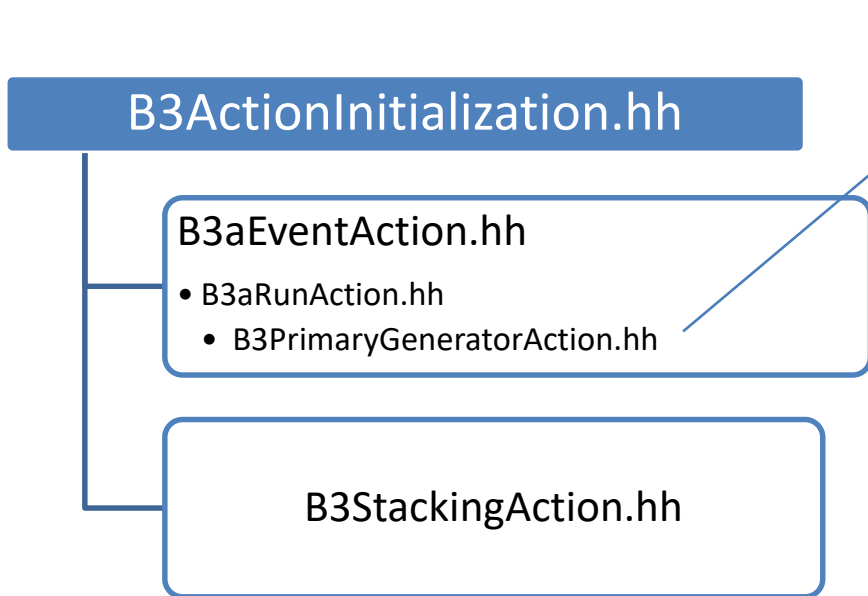 B3ActionInitialization.hh
B3aEventAction.hh
• B3aRunAction.hh
• B3PrimaryGeneratorAction.hh
B3StackingAction.hh